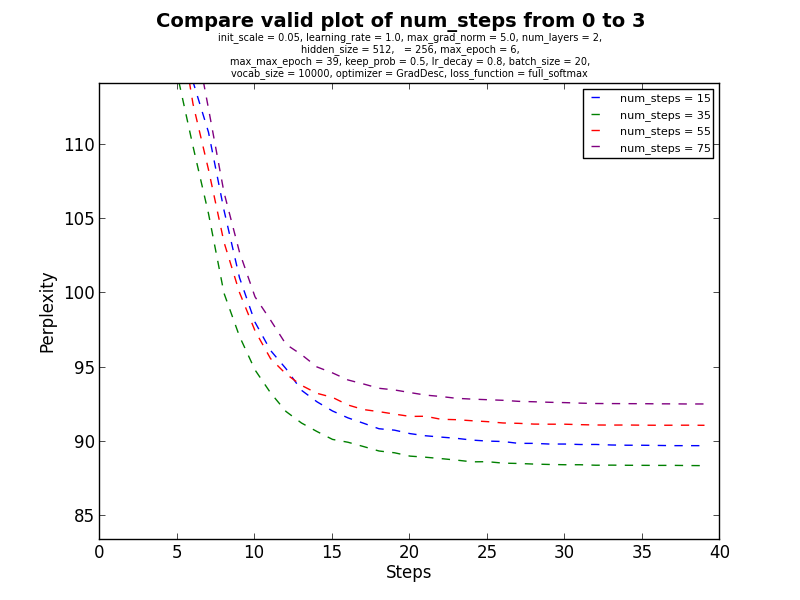 Compare valid plot of num_steps from 0 to 3
init_scale = 0.05, learning_rate = 1.0, max_grad_norm = 5.0, num_layers = 2,
hidden_size = 512,   = 256, max_epoch = 6,
max_max_epoch = 39, keep_prob = 0.5, lr_decay = 0.8, batch_size = 20,
vocab_size = 10000, optimizer = GradDesc, loss_function = full_softmax
num_steps = 15
num_steps = 35
num_steps = 55
num_steps = 75
110
105
100
95
90
85
Perplexity
0 5 10 15 20 25 30 35 40
Steps